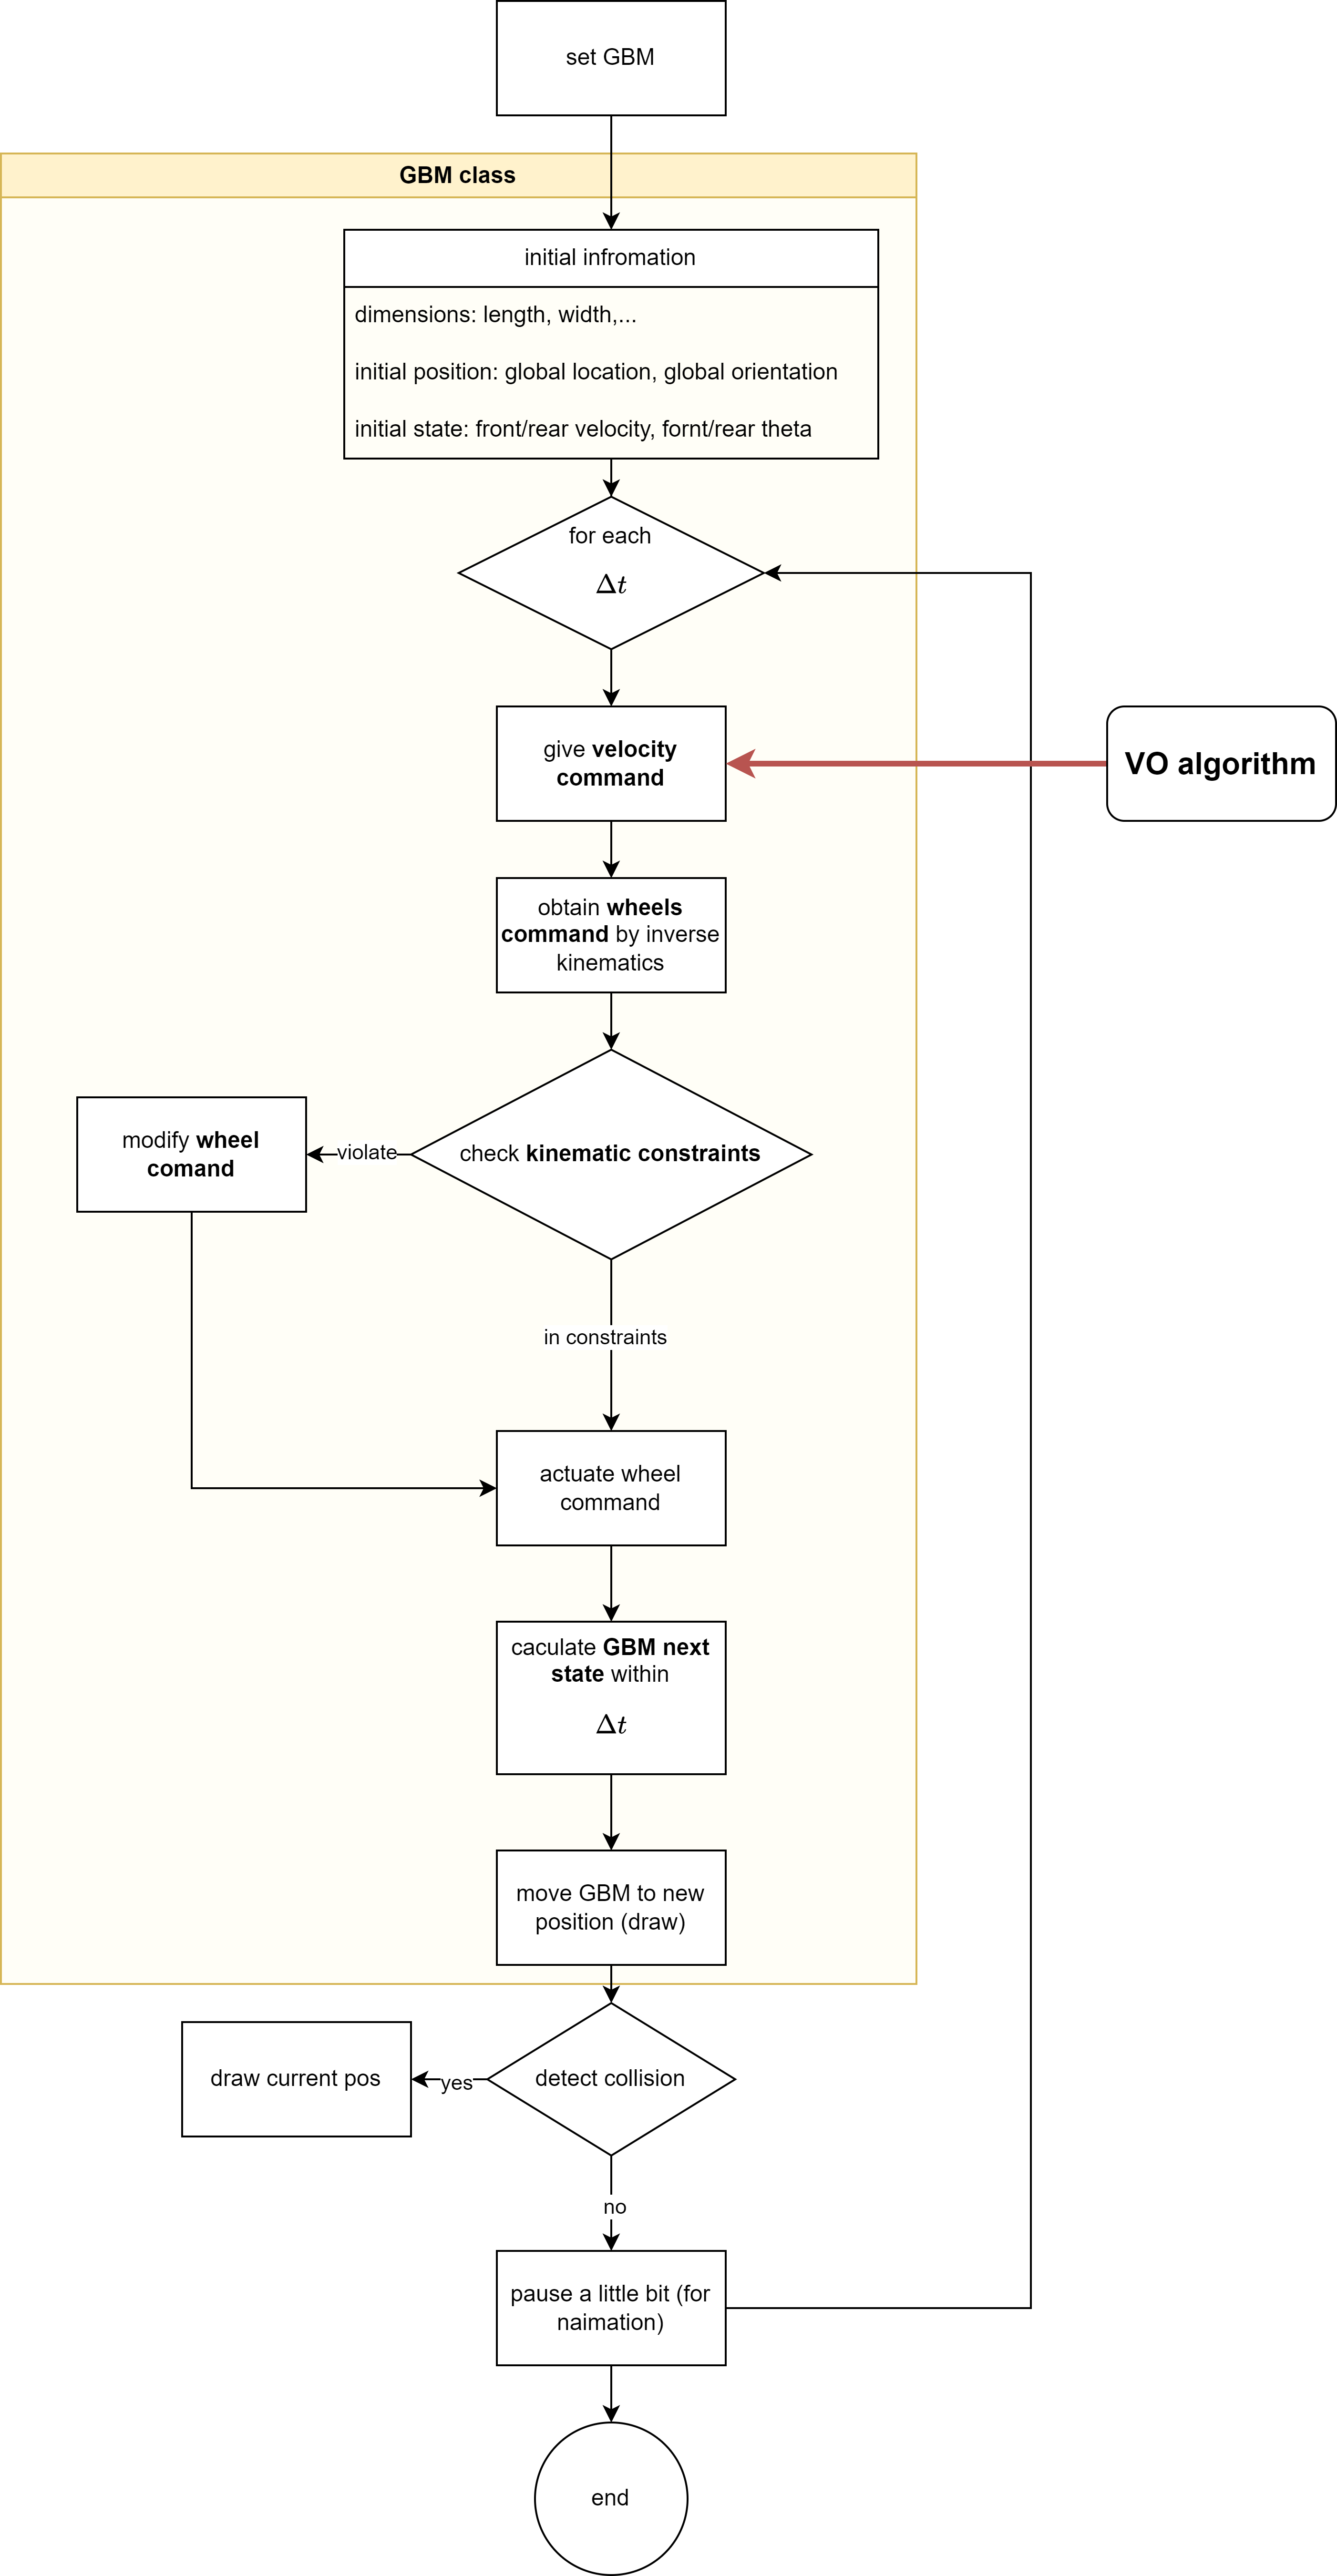 set GBM
GBM class
initial infromation
dimensions: length, width,...
initial position: global location, global orientation
initial state: front/rear velocity, fornt/rear theta
for each
Δt
give velocity
command
VO algorithm
obtain wheels
command by inverse
kinematics
check kinematic constraints
violate
modify wheel
comand
in constraints
actuate wheel
command
caculate GBM next
state within
Δt
move GBM to new
position (draw)
detect collision
yes
draw current pos
no
pause a little bit (for
naimation)
end